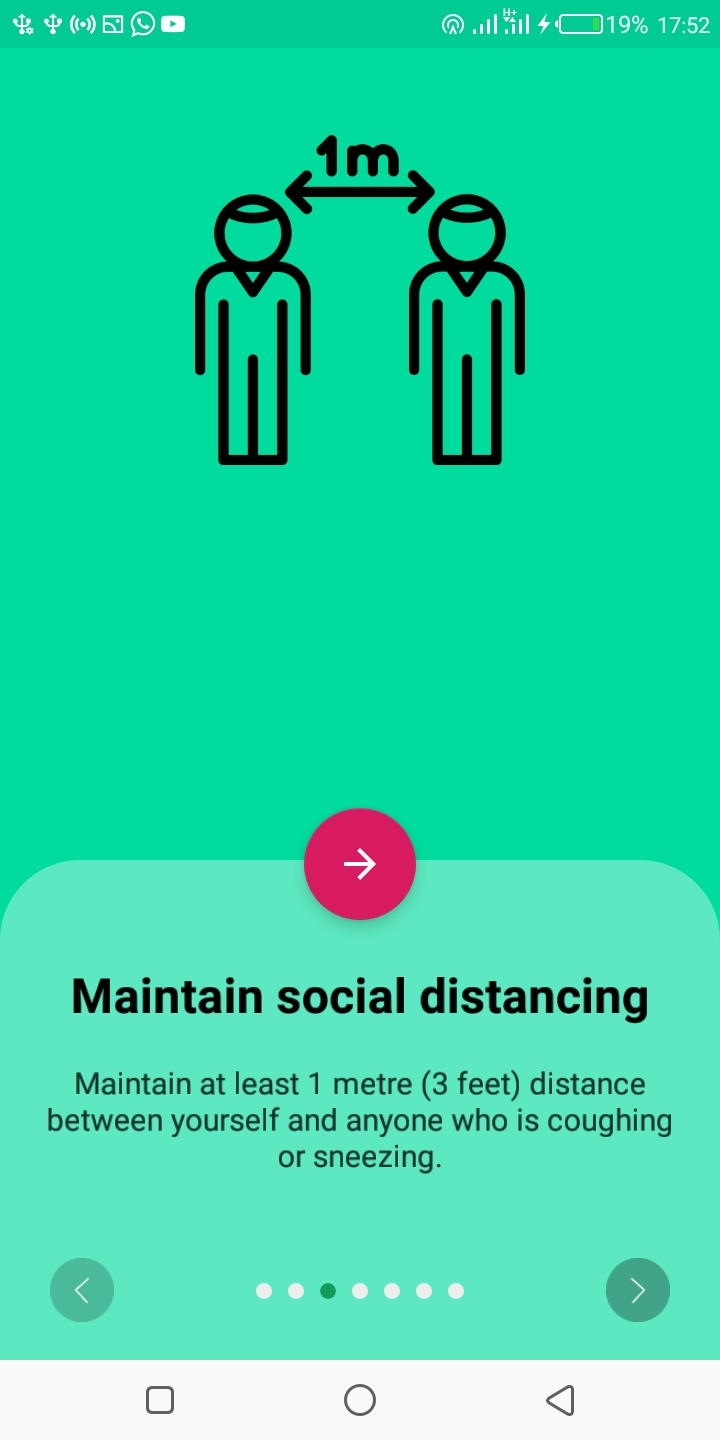 H+
19% 17:52
1m
Maintain social distancing
Maintain at least 1 metre (3 feet) distance
between yourself and anyone who is coughing
or sneezing.